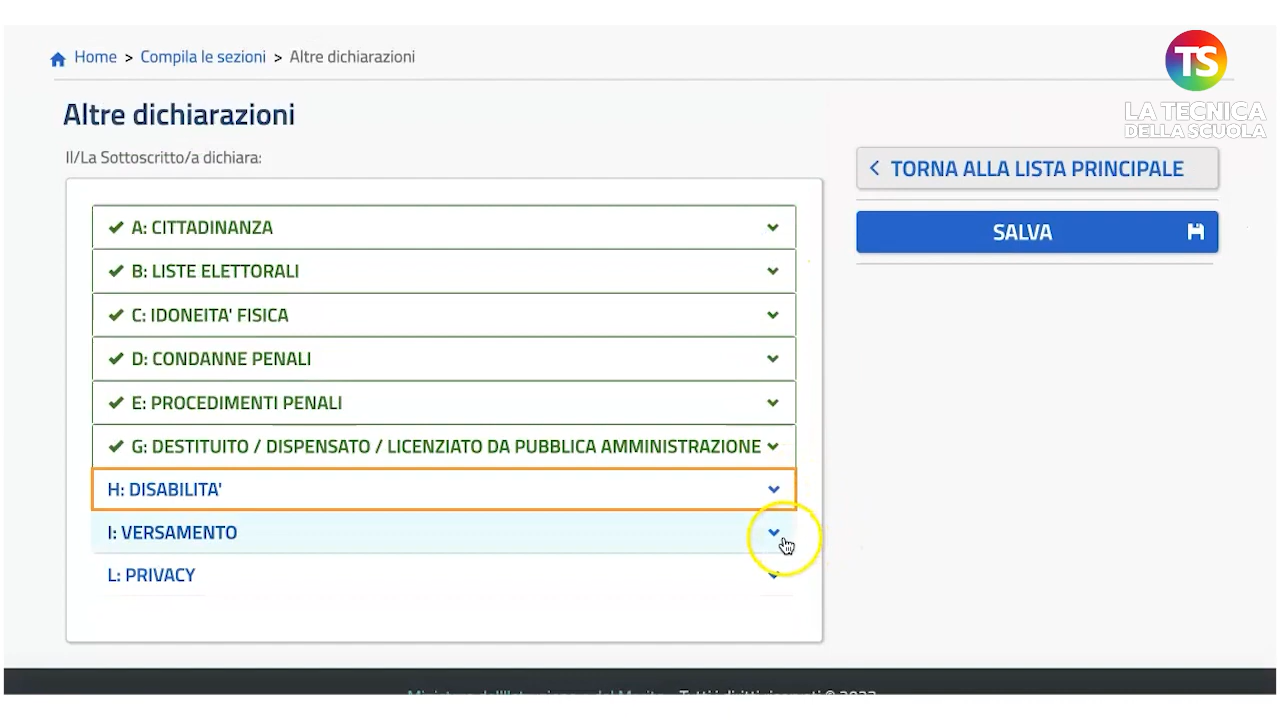 Home > Compila le sezioni > Altre dichiarazioni
TS
LA TECNICA
DELLA SCUOLA
Altre dichiarazioni
Il/La Sottoscritto/a dichiara:
TORNA ALLA LISTA PRINCIPALE
SALVA
A: CITTADINANZA
B: LISTE ELETTORALI
C: IDONEITA' FISICA
D: CONDANNE PENALI
E: PROCEDIMENTI PENALI
G: DESTITUITO / DISPENSATO / LICENZIATO DA PUBBLICA AMMINISTRAZIONE
H: DISABILITA'
I: VERSAMENTO
L: PRIVACY